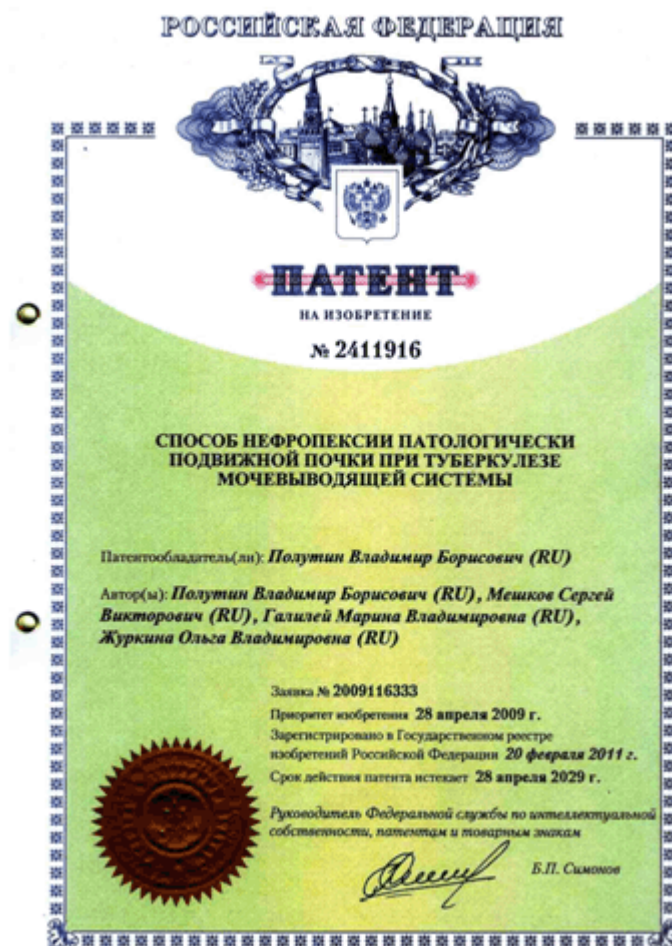 РОССИЙСКАЯ ФЕДЕРАЦИЯ
ПАТЕНТ
НА ИЗОБРЕТЕНИЕ
№ 2411916
СПОСОБ НЕФРОПЕКСИИ ПАТОЛОГИЧЕСКИ
ПОДВИЖНОЙ ПОЧКИ ПРИ ТУБЕРКУЛЕЗЕ
МОЧЕВЫВОДЯЩЕЙ СИСТЕМЫ
Патентообладатель(ли): Полутин Владимир Борисович (RU)
Автор(ы): Полутин Владимир Борисович (RU), Мешков Сергей
Викторович (RU), Галилей Марина Владимировна (RU),
Журкина Ольга Владимировна (RU)
Заявка № 2009116333
Приоритет изобретения 28 апреля 2009 г.
Зарегистрировано в Государственном реестре
изобретений Российской Федерации 20 февраля 2011 г.
Срок действия патента истекает 28 апреля 2029 г.
Руководитель Федеральной службы по интеллектуальной
собственности, патентам и товарным знакам
Б.П. Симонов